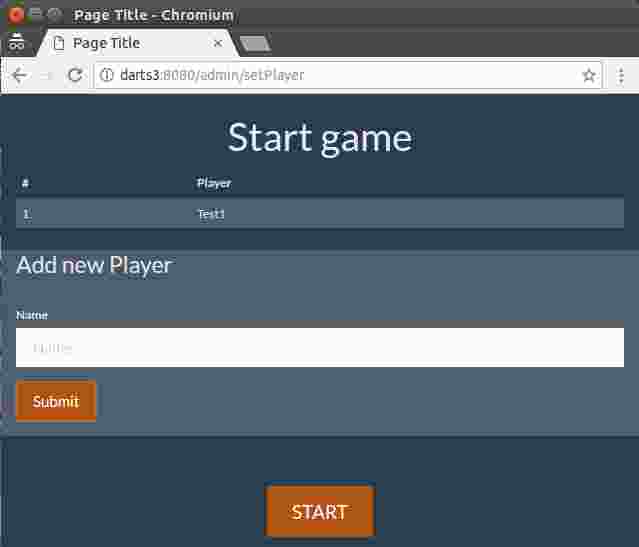 Page Title - Chromium
Page Title
darts3:8080/admin/setPlayer
Start game
# Player
1 Test1
Add new Player
Name
Name
Submit
START